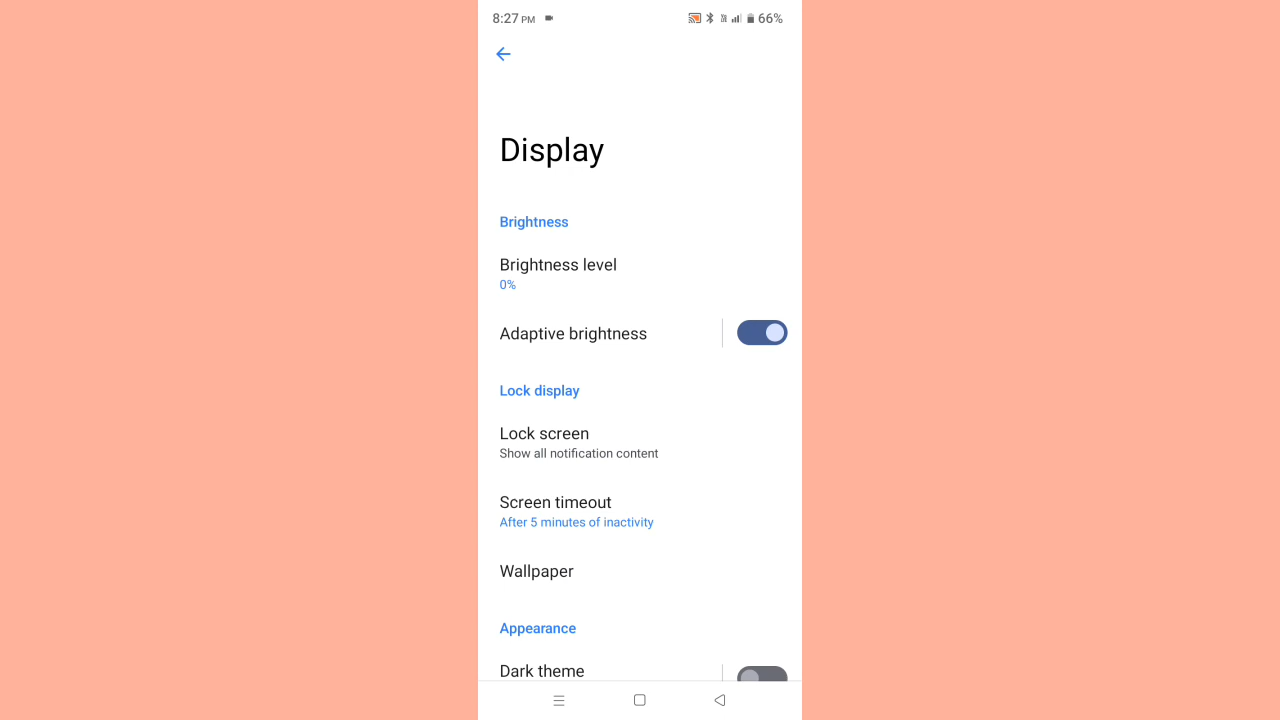 8:27 PM 66%
Display
Brightness
Brightness level
0%
Adaptive brightness
Lock display
Lock screen
Show all notification content
Screen timeout
After 5 minutes of inactivity
Wallpaper
Appearance
Dark theme